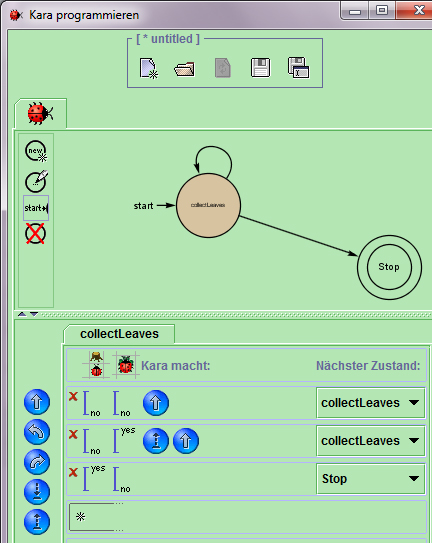 Kara programmieren
[ * untitled ]
new
start
start
collectLeaves
Stop
collectLeaves
Kara macht:
Nächster Zustand:
no no collectLeaves
no yes collectLeaves
yes no Stop